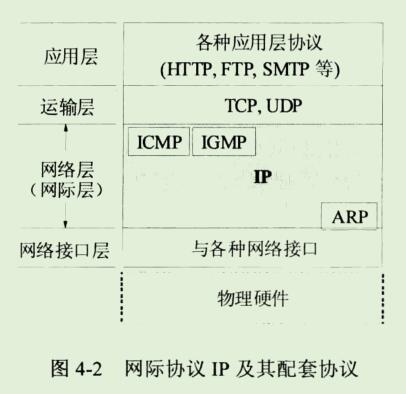 应用层
各种应用层协议
(HTTP, FTP, SMTP 等)
运输层
TCP, UDP
ICMP
IGMP
网络层
(网际层)
IP
ARP
网络接口层
与各种网络接口
物理硬件
图 4-2 网际协议 IP 及其配套协议